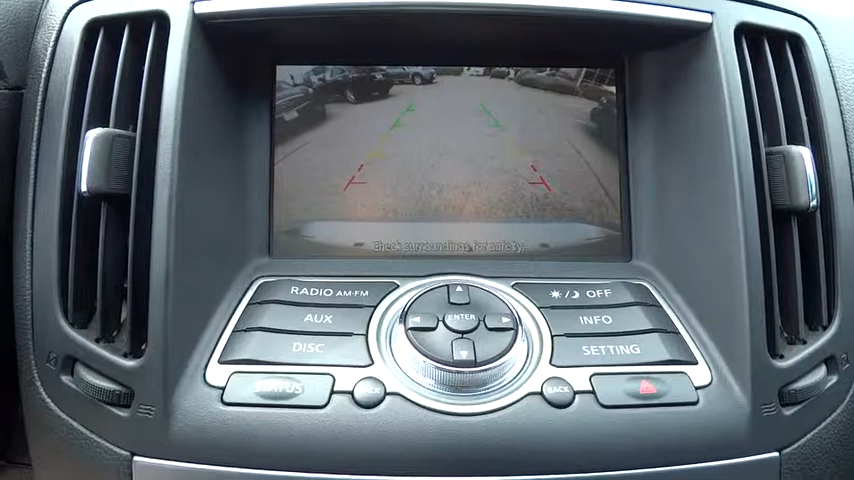 Check surroundings for safety.
RADIO AM·FM
OFF
AUX
ENTER
INFO
DISC
SETTING
STATUS
BACK